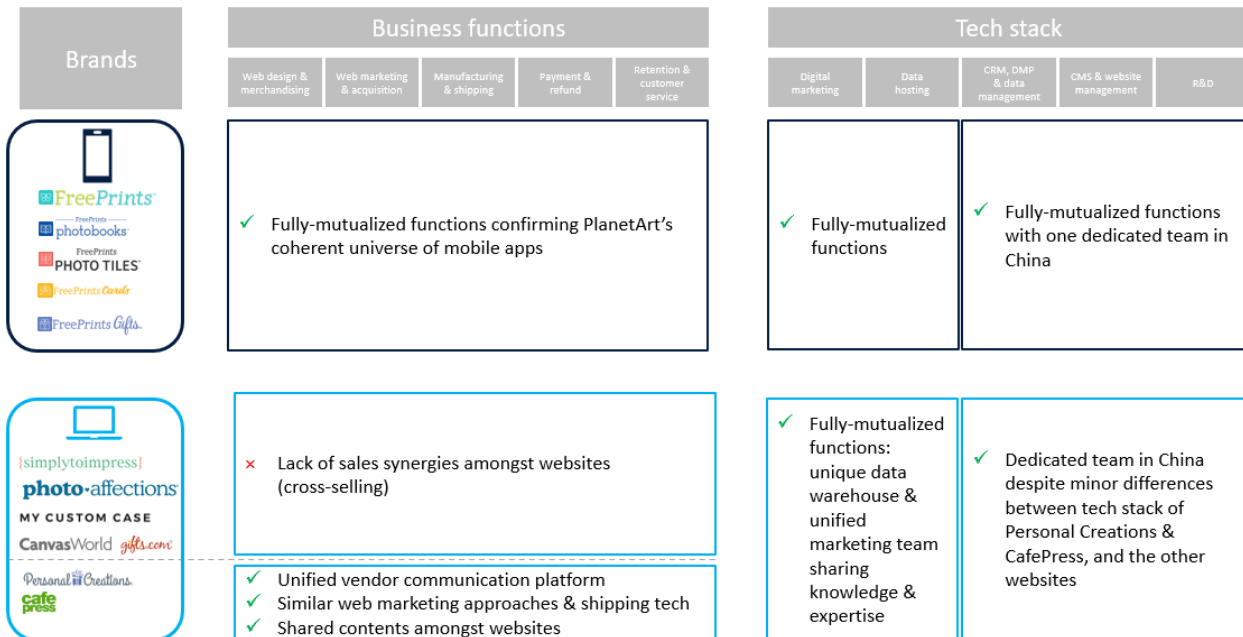 Brands
Business functions
Tech stack
Web design &
merchandising
Web marketing
& acquisition
Manufacturing
& shipping
Payment &
refund
Retention &
customer
service
Digital
marketing
Data
hosting
CRM, DMP
& data
management
CMS & website
management
R&D
FreePrints
FreePrints
photobooks
FreePrints
PHOTO TILES
FreePrints Cards
FreePrints Gifts
✓ Fully-mutualized functions confirming PlanetArt's
coherent universe of mobile apps
✓ Fully-mutualized
functions
✓ Fully-mutualized functions
with one dedicated team in
China
{simplytoimpress}
photo·affections
MY CUSTOM CASE
CanvasWorld gifts.com
Personal Creations
cafe
press
× Lack of sales synergies amongst websites
(cross-selling)
✓ Unified vendor communication platform
✓ Similar web marketing approaches & shipping tech
✓ Shared contents amongst websites
✓ Fully-mutualized
functions:
unique data
warehouse &
unified
marketing team
sharing
knowledge &
expertise
✓ Dedicated team in China
despite minor differences
between tech stack of
Personal Creations &
CafePress, and the other
websites